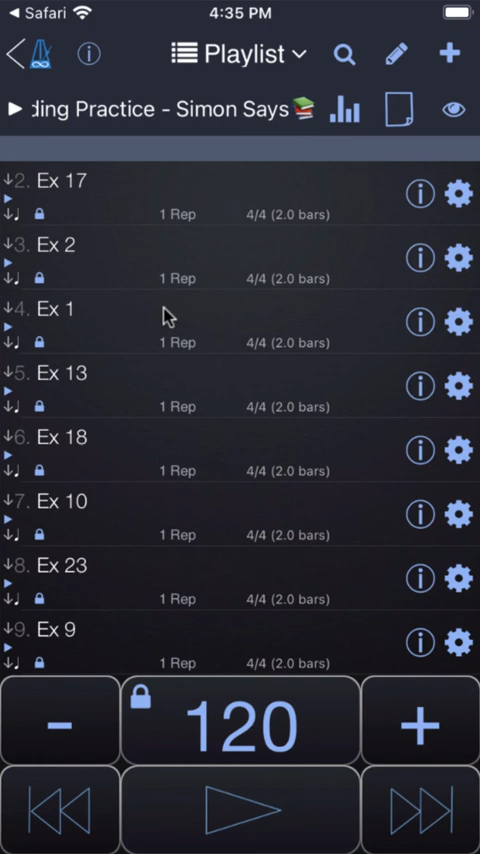 Safari 4:35 PM
Playlist
ding Practice - Simon Says
2. Ex 17
1 Rep 4/4 (2.0 bars)
3. Ex 2
1 Rep 4/4 (2.0 bars)
4. Ex 1
1 Rep 4/4 (2.0 bars)
5. Ex 13
1 Rep 4/4 (2.0 bars)
6. Ex 18
1 Rep 4/4 (2.0 bars)
7. Ex 10
1 Rep 4/4 (2.0 bars)
8. Ex 23
1 Rep 4/4 (2.0 bars)
9. Ex 9
1 Rep 4/4 (2.0 bars)
- 120 +